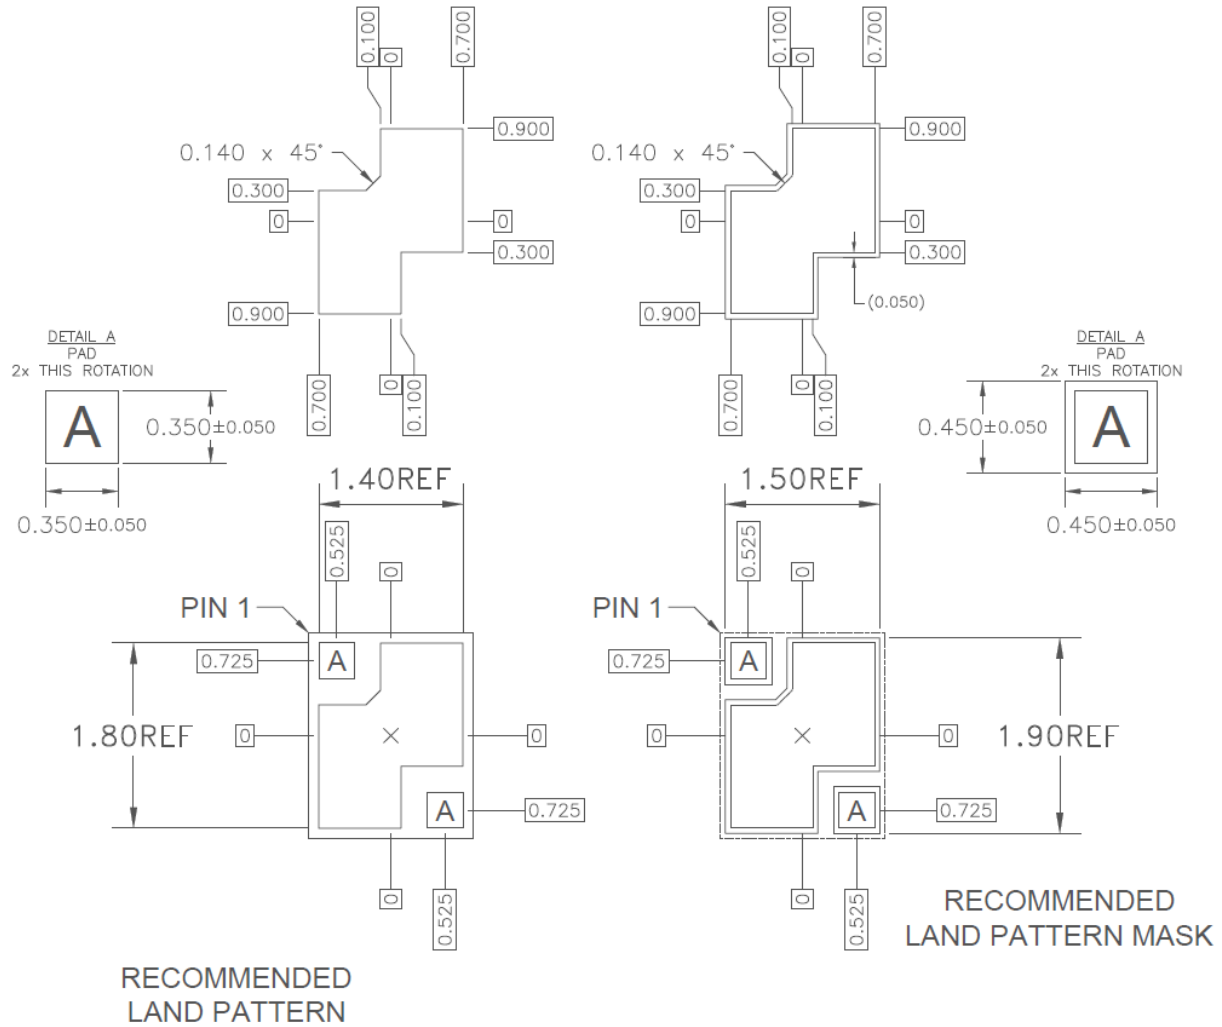 0.100
0
0.700
0.900
0.140 x 45°
0.300
0
0
0.300
0.900
0.700
0
0.100
0.100
0
0.700
0.900
0.140 x 45°
0.300
0
0
0.300
(0.050)
0.900
0.700
0
0.100
DETAIL A
PAD
2x THIS ROTATION
A
0.350±0.050
0.350±0.050
DETAIL A
PAD
2x THIS ROTATION
A
0.450±0.050
0.450±0.050
1.40REF
0.525
0
PIN 1
A
0.725
1.80REF
0
0
A
0.725
0
0.525
RECOMMENDED
LAND PATTERN
1.50REF
0.525
0
PIN 1
A
0.725
0
0
1.90REF
A
0.725
0
0.525
RECOMMENDED
LAND PATTERN MASK